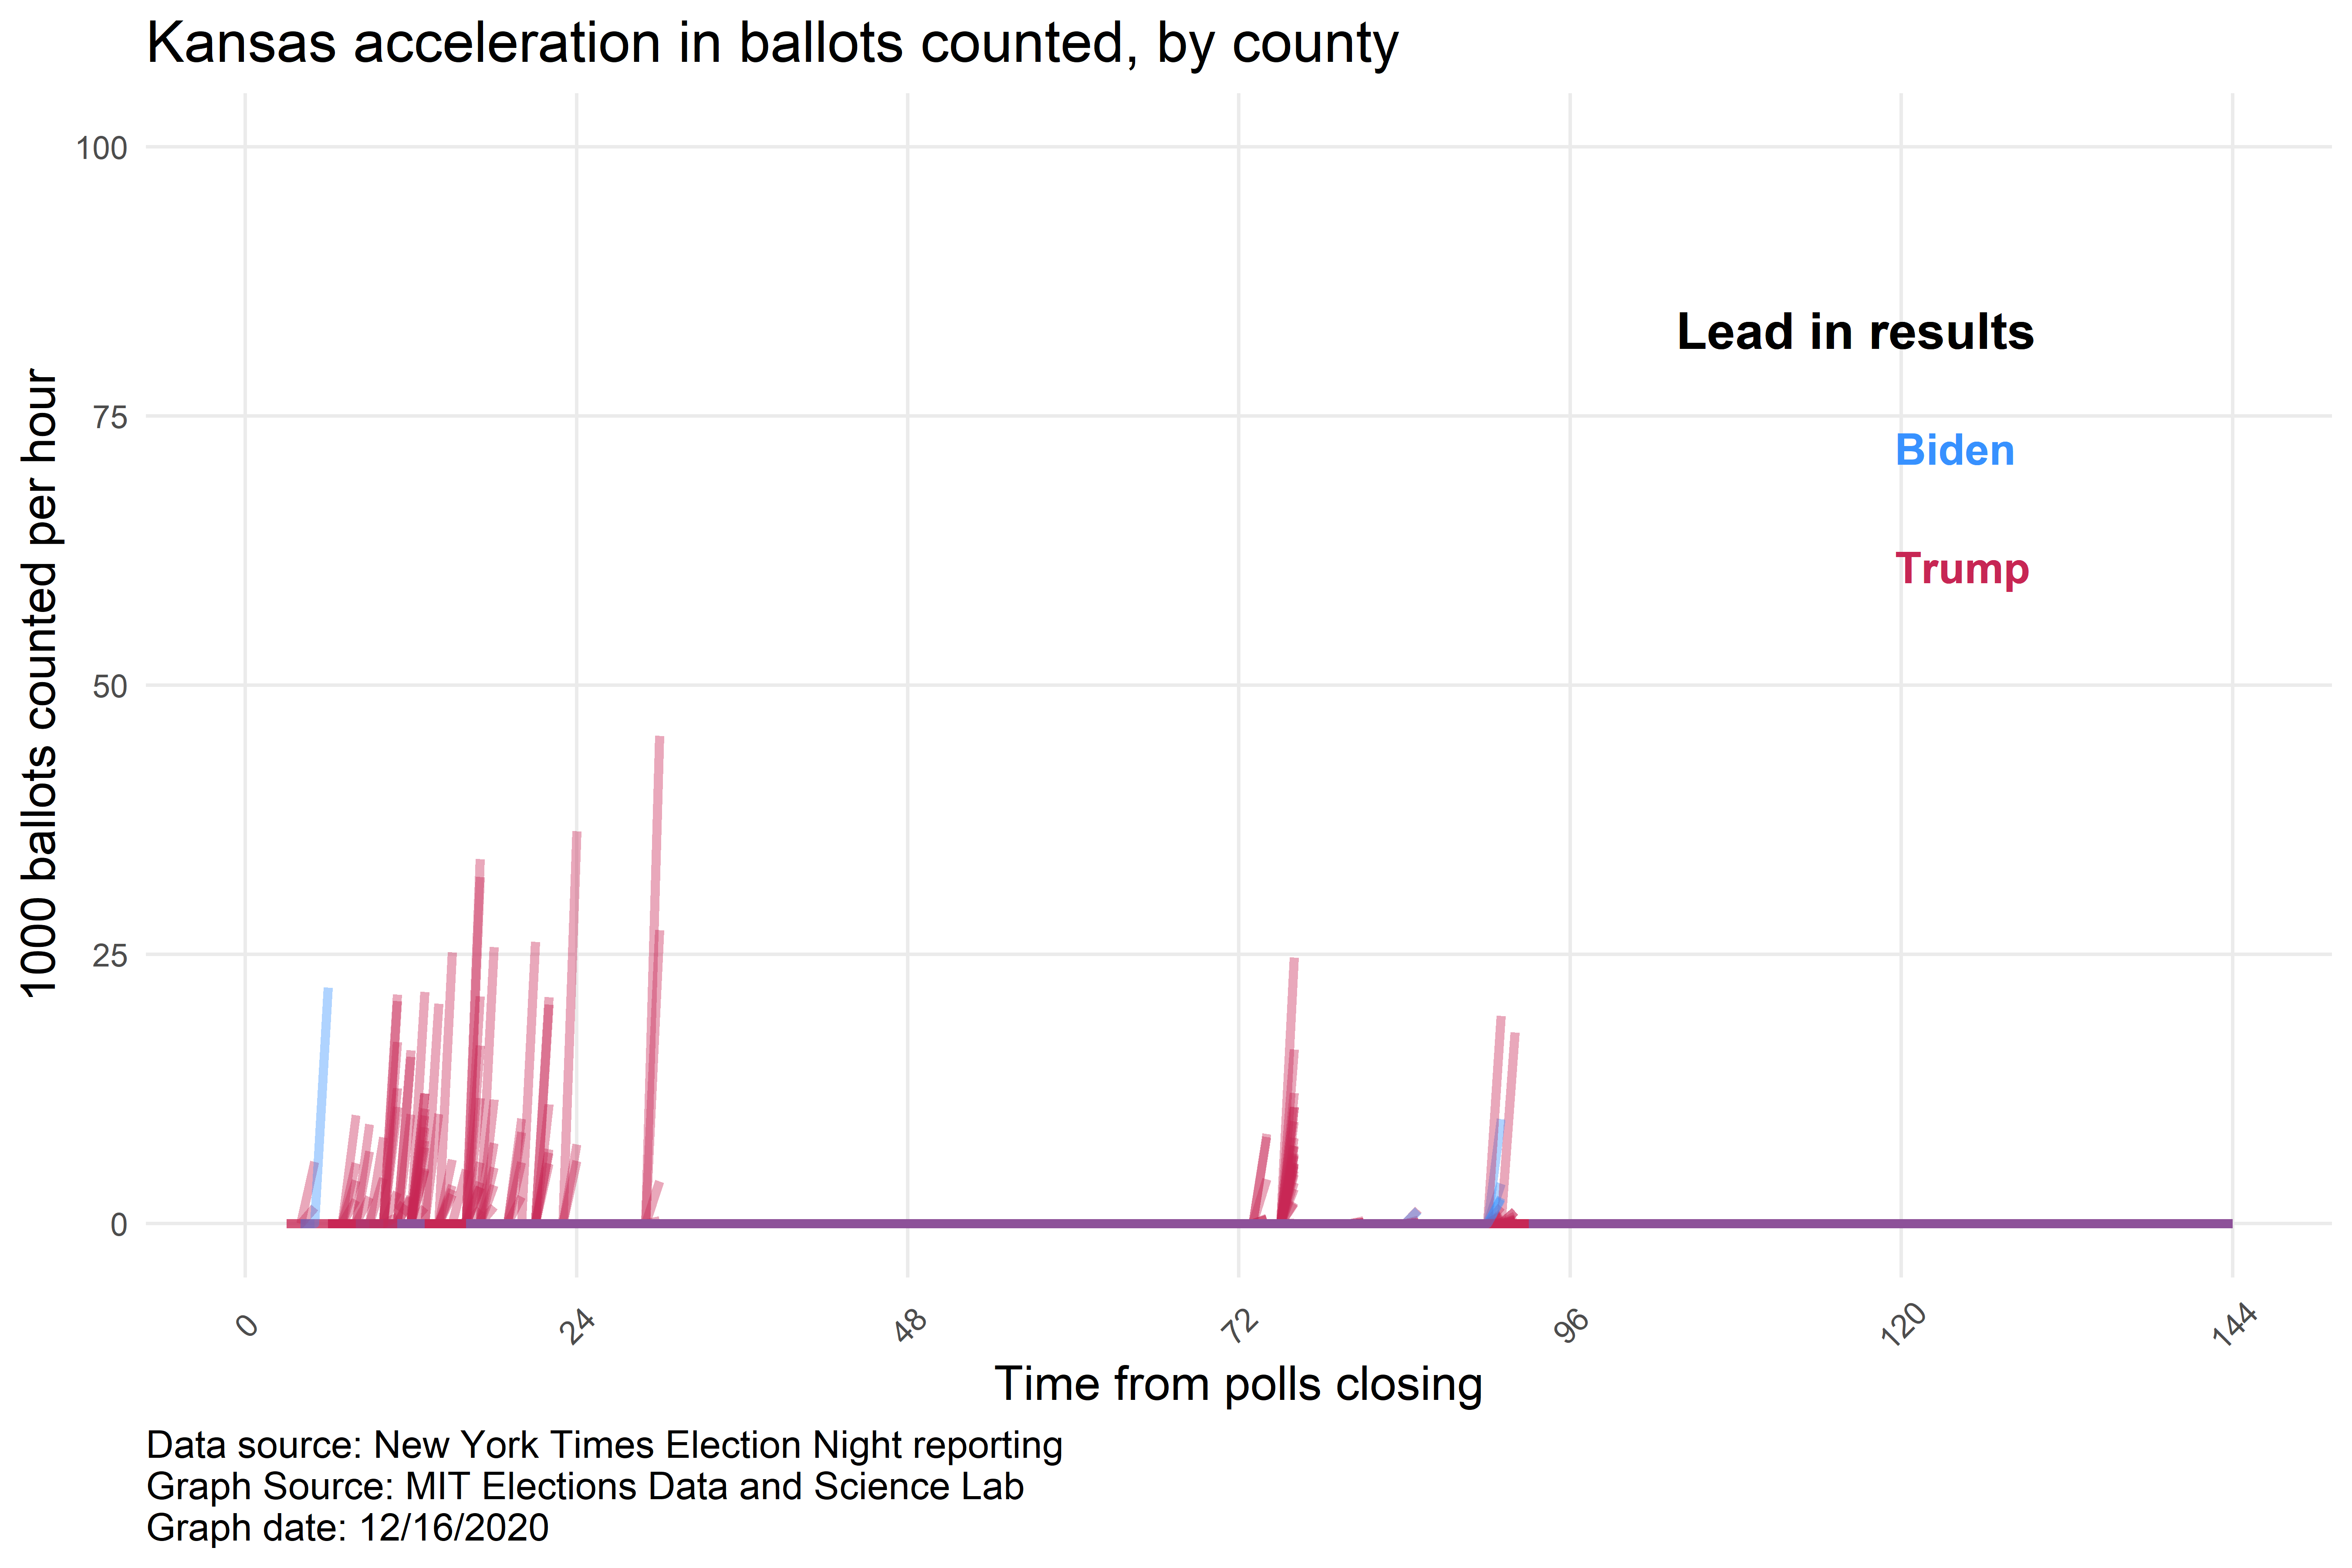 Kansas acceleration in ballots counted, by county
1000 ballots counted per hour
100
75
50
25
0
Lead in results
Biden
Trump
0
24
48
72
96
120
144
Time from polls closing
Data source: New York Times Election Night reporting
Graph Source: MIT Elections Data and Science Lab
Graph date: 12/16/2020